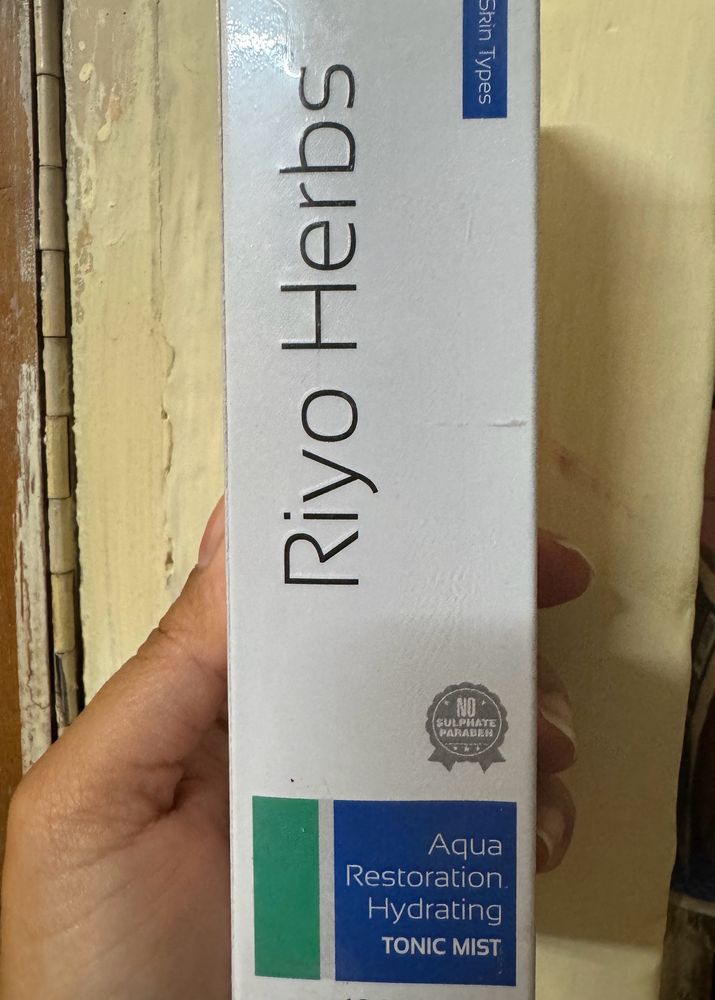 Skin Types
Riyo Herbs
NO
SULPHATE
PARABEN
Aqua
Restoration
Hydrating
TONIC MIST